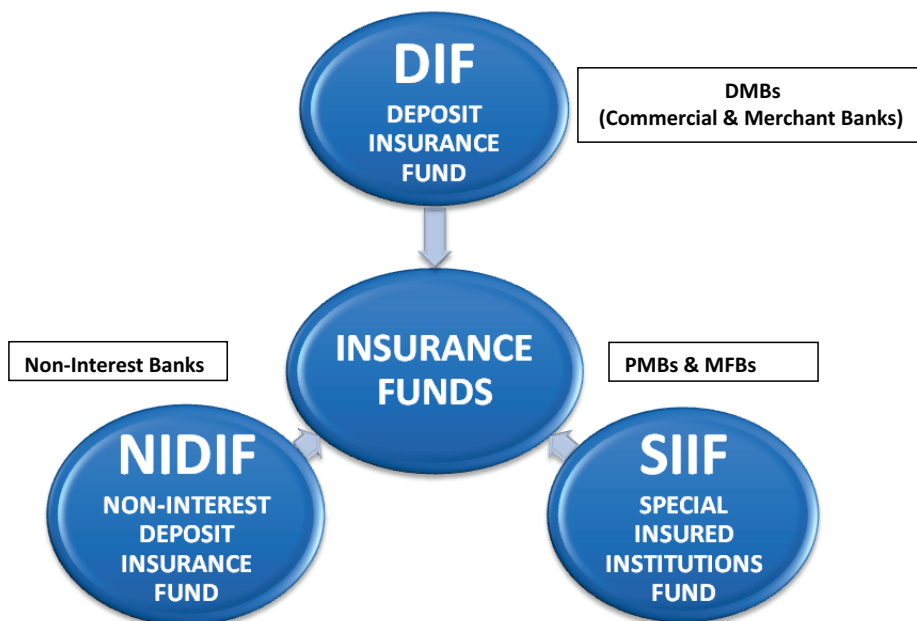 DIF
DEPOSIT
INSURANCE
FUND
DMBs
(Commercial & Merchant Banks)
INSURANCE
FUNDS
Non-Interest Banks
PMBs & MFBs
NIDIF
NON-INTEREST
DEPOSIT
INSURANCE
FUND
SIIF
SPECIAL
INSURED
INSTITUTIONS
FUND